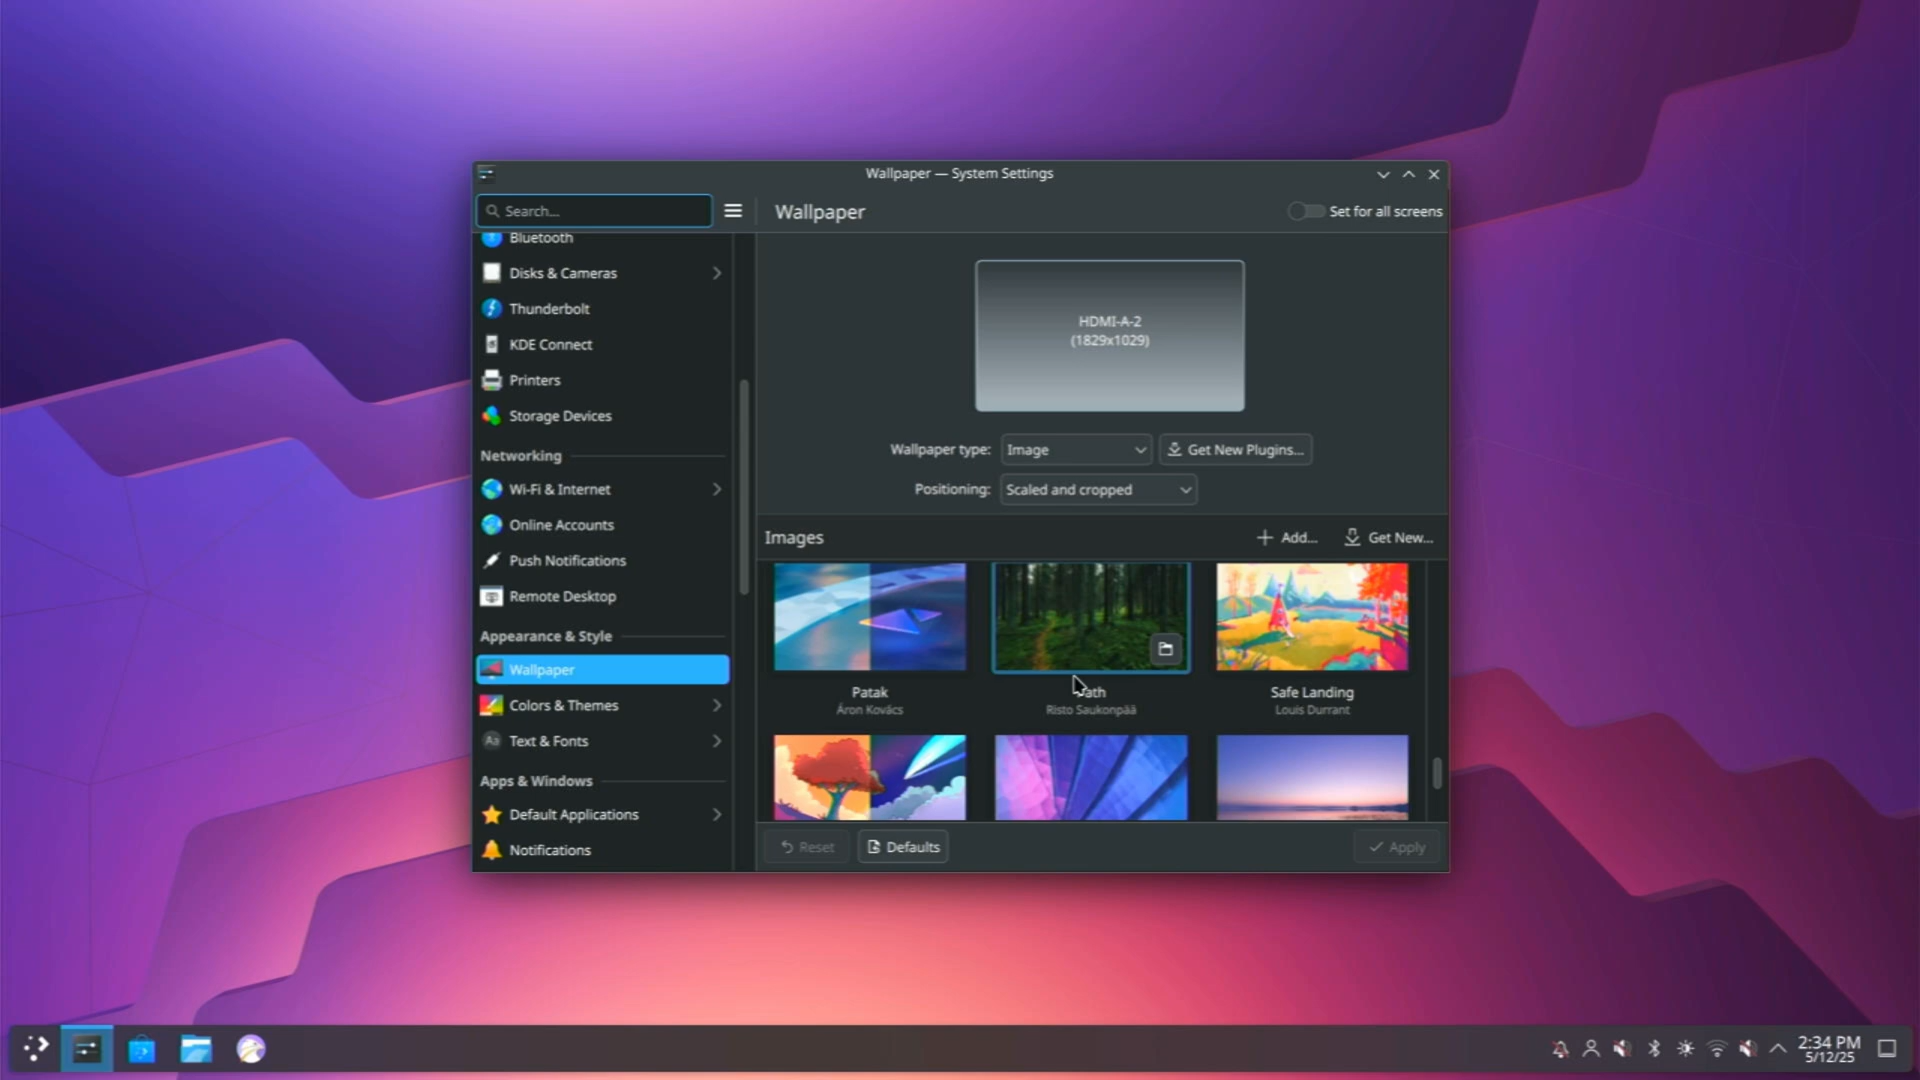 Wallpaper — System Settings
Search...
Wallpaper
Set for all screens
Bluetooth
Disks & Cameras
Thunderbolt
KDE Connect
Printers
Storage Devices
Networking
Wi-Fi & Internet
Online Accounts
Push Notifications
Remote Desktop
Appearance & Style
Wallpaper
Colors & Themes
Aa Text & Fonts
Apps & Windows
Default Applications
Notifications
HDMI-A-2
(1829x1029)
Wallpaper type: Image
Get New Plugins...
Positioning: Scaled and cropped
Images
Add...
Get New...
Patak
Áron Kovács
Path
Risto Saukonpää
Safe Landing
Louis Durrant
Reset
Defaults
Apply
2:34 PM
5/12/25